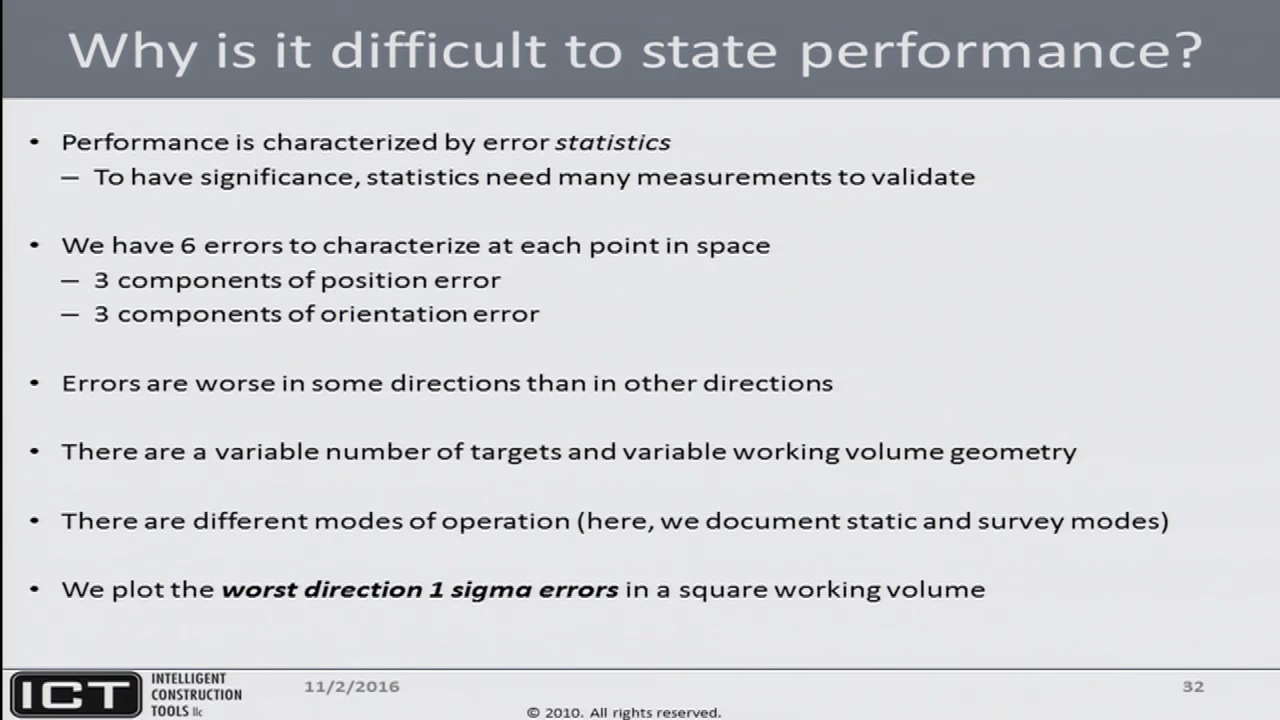 Why is it difficult to state performance?
• Performance is characterized by error statistics
– To have significance, statistics need many measurements to validate
• We have 6 errors to characterize at each point in space
– 3 components of position error
– 3 components of orientation error
• Errors are worse in some directions than in other directions
• There are a variable number of targets and variable working volume geometry
• There are different modes of operation (here, we document static and survey modes)
• We plot the worst direction 1 sigma errors in a square working volume
ICT
INTELLIGENT
CONSTRUCTION
TOOLS llc
11/2/2016
© 2010. All rights reserved.
32